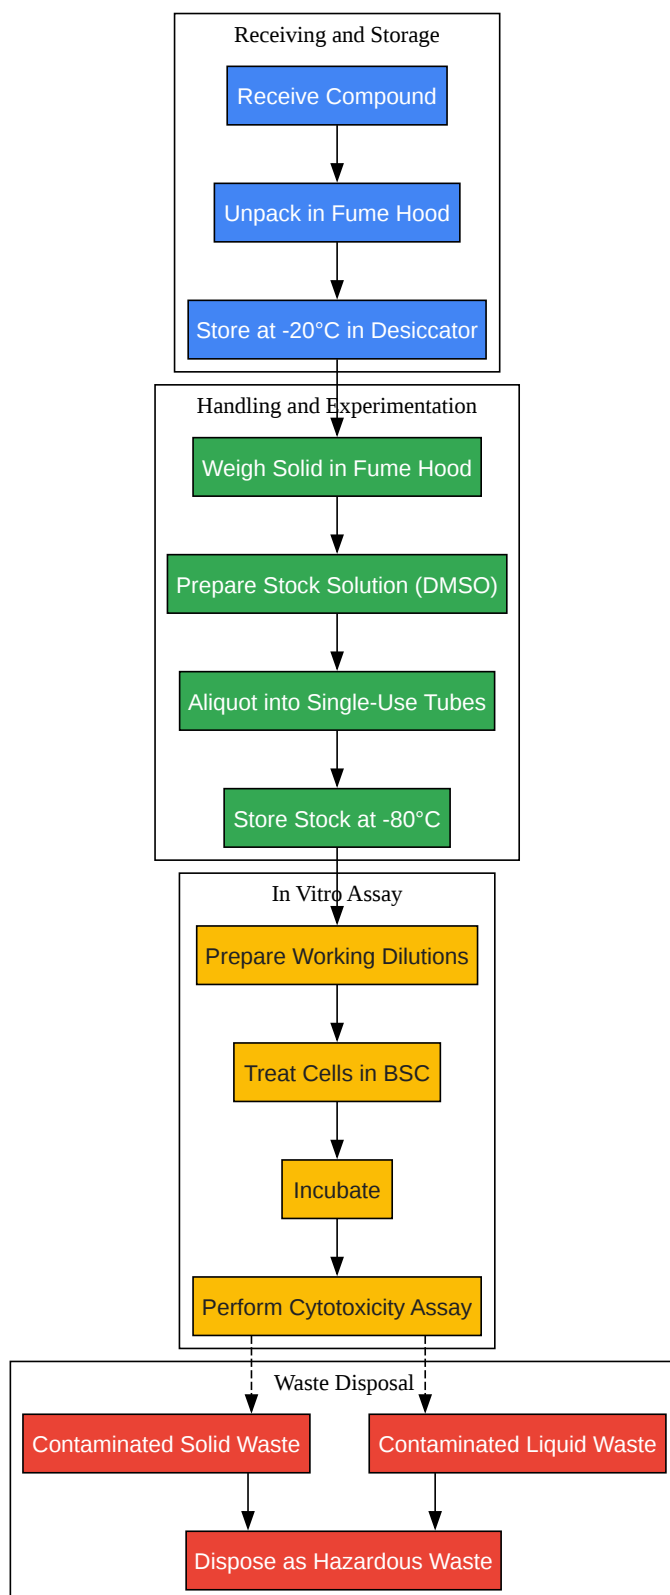 Receiving and Storage
Receive Compound
Unpack in Fume Hood
Store at -20°C in Desiccator
Handling and Experimentation
Weigh Solid in Fume Hood
Prepare Stock Solution (DMSO)
Aliquot into Single-Use Tubes
Store Stock at -80°C
In Vitro Assay
Prepare Working Dilutions
Treat Cells in BSC
Incubate
Perform Cytotoxicity Assay
Waste Disposal
Contaminated Solid Waste
Contaminated Liquid Waste
Dispose as Hazardous Waste